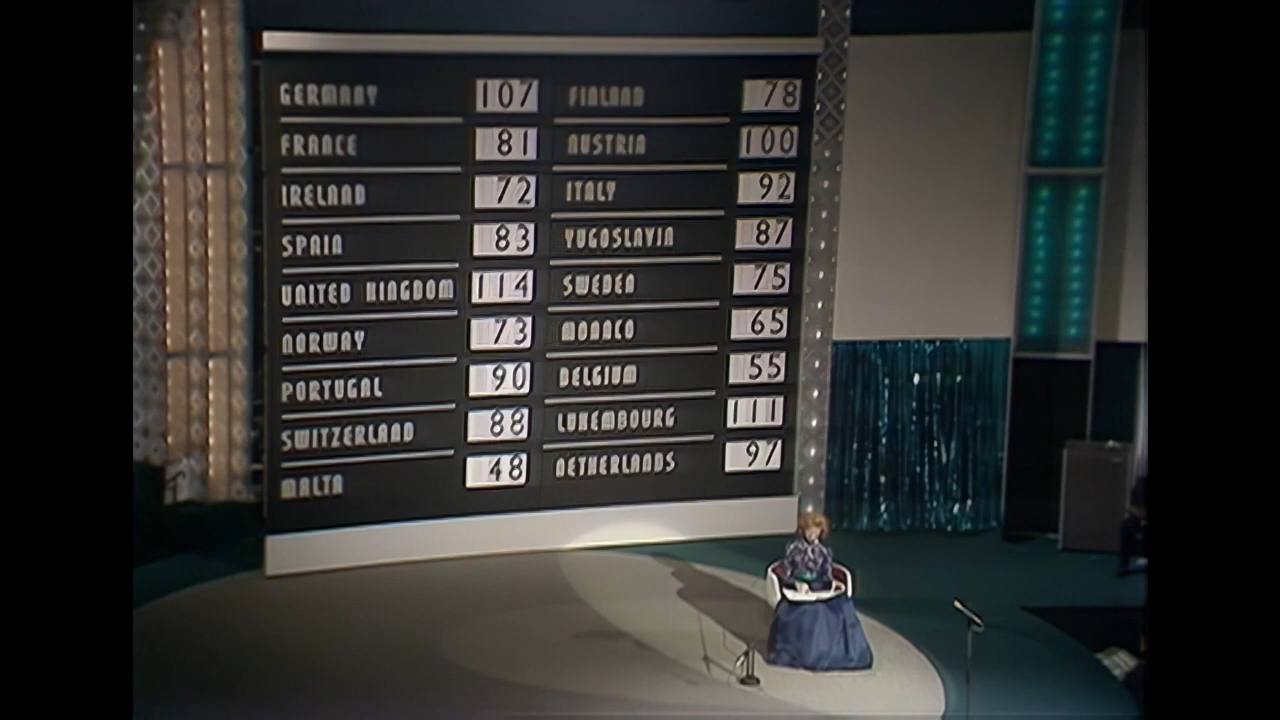 GERMANY 107
FRANCE 81
IRELAND 72
SPAIN 83
UNITED KINGDOM 114
NORWAY 73
PORTUGAL 90
SWITZERLAND 88
MALTA 48
FINLAND 78
AUSTRIA 100
ITALY 92
YUGOSLAVIA 87
SWEDEN 75
MONACO 65
BELGIUM 55
LUXEMBOURG 111
NETHERLANDS 97